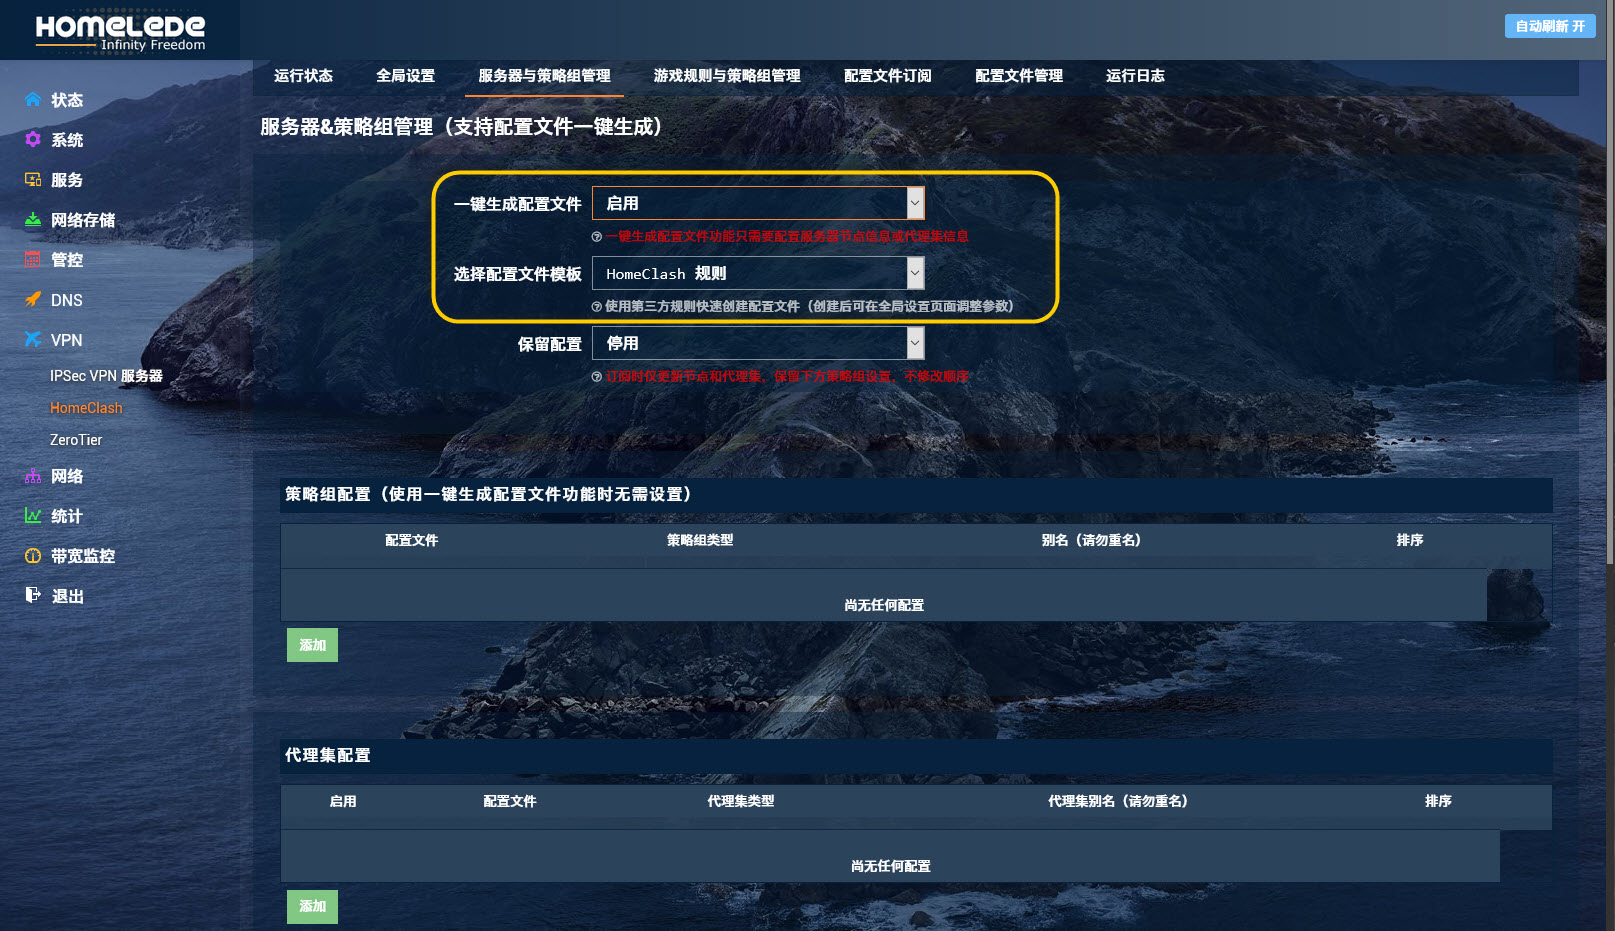 HOMELEDE
Infinity Freedom
自动刷新 开
状态
系统
服务
网络存储
管控
DNS
VPN
IPSec VPN 服务器
HomeClash
ZeroTier
网络
统计
带宽监控
退出
运行状态 全局设置 服务器与策略组管理 游戏规则与策略组管理 配置文件订阅 配置文件管理 运行日志
服务器&策略组管理（支持配置文件一键生成）
一键生成配置文件 启用
一键生成配置文件功能只需要配置服务器节点信息或代理集信息
选择配置文件模板 HomeClash 规则
使用第三方规则快速创建配置文件（创建后可在全局设置页面调整参数）
保留配置 停用
订阅时仅更新节点和代理集，保留下方策略组设置，不修改顺序
策略组配置（使用一键生成配置文件功能时无需设置）
配置文件 策略组类型 别名（请勿重名） 排序
尚无任何配置
添加
代理集配置
启用 配置文件 代理集类型 代理集别名（请勿重名） 排序
尚无任何配置
添加